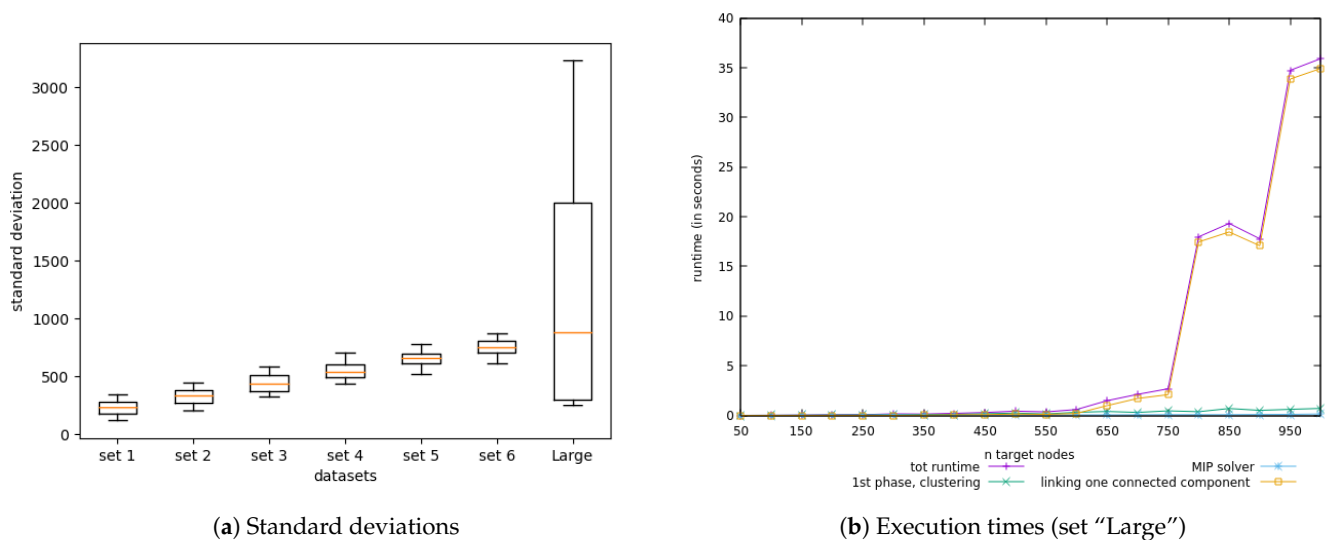 3000
2500
2000
1500
1000
500
0
standard deviation
set 1 set 2 set 3 set 4 set 5 set 6 Large
datasets
(a) Standard deviations
40
35
30
25
20
15
10
5
0
runtime (in seconds)
50 150 250 350 450 550 650 750 850 950
n target nodes
tot runtime MIP solver
1st phase, clustering linking one connected component
(b) Execution times (set “Large”)